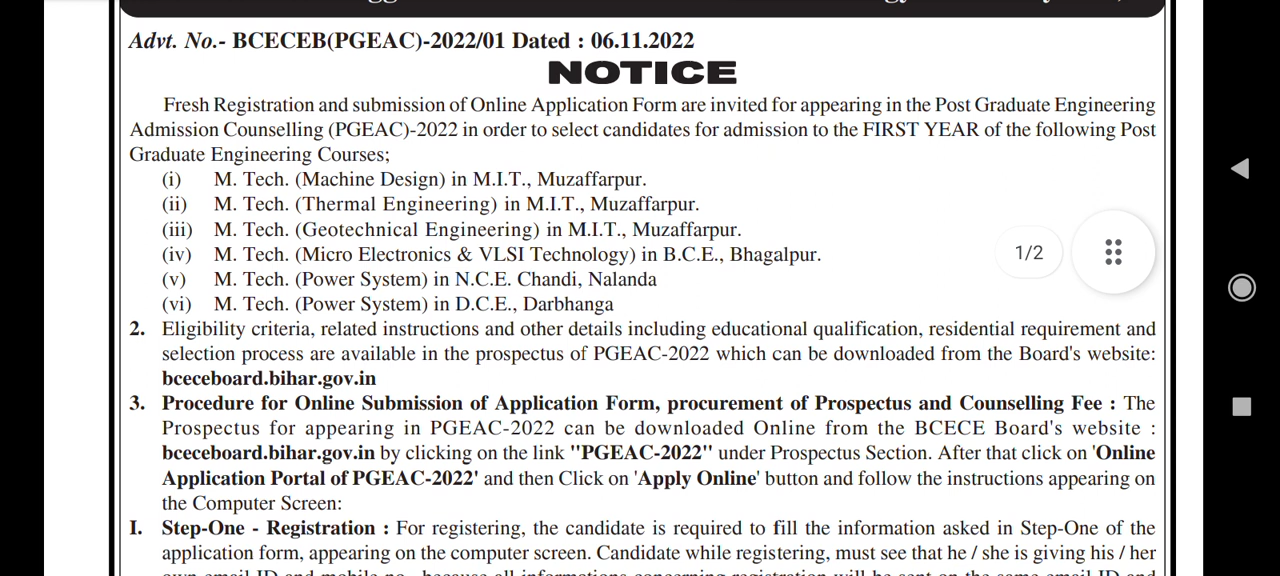 Advt. No.- BCECEB(PGEAC)-2022/01 Dated : 06.11.2022
NOTICE
Fresh Registration and submission of Online Application Form are invited for appearing in the Post Graduate Engineering
Admission Counselling (PGEAC)-2022 in order to select candidates for admission to the FIRST YEAR of the following Post
Graduate Engineering Courses;
(i) M. Tech. (Machine Design) in M.I.T., Muzaffarpur.
(ii) M. Tech. (Thermal Engineering) in M.I.T., Muzaffarpur.
(iii) M. Tech. (Geotechnical Engineering) in M.I.T., Muzaffarpur.
(iv) M. Tech. (Micro Electronics & VLSI Technology) in B.C.E., Bhagalpur.
1/2
(v) M. Tech. (Power System) in N.C.E. Chandi, Nalanda
(vi) M. Tech. (Power System) in D.C.E., Darbhanga
2. Eligibility criteria, related instructions and other details including educational qualification, residential requirement and
selection process are available in the prospectus of PGEAC-2022 which can be downloaded from the Board's website:
bceceboard.bihar.gov.in
3. Procedure for Online Submission of Application Form, procurement of Prospectus and Counselling Fee : The
Prospectus for appearing in PGEAC-2022 can be downloaded Online from the BCECE Board's website :
bceceboard.bihar.gov.in by clicking on the link "PGEAC-2022" under Prospectus Section. After that click on 'Online
Application Portal of PGEAC-2022' and then Click on 'Apply Online' button and follow the instructions appearing on
the Computer Screen:
I. Step-One - Registration : For registering, the candidate is required to fill the information asked in Step-One of the
application form, appearing on the computer screen. Candidate while registering, must see that he / she is giving his / her